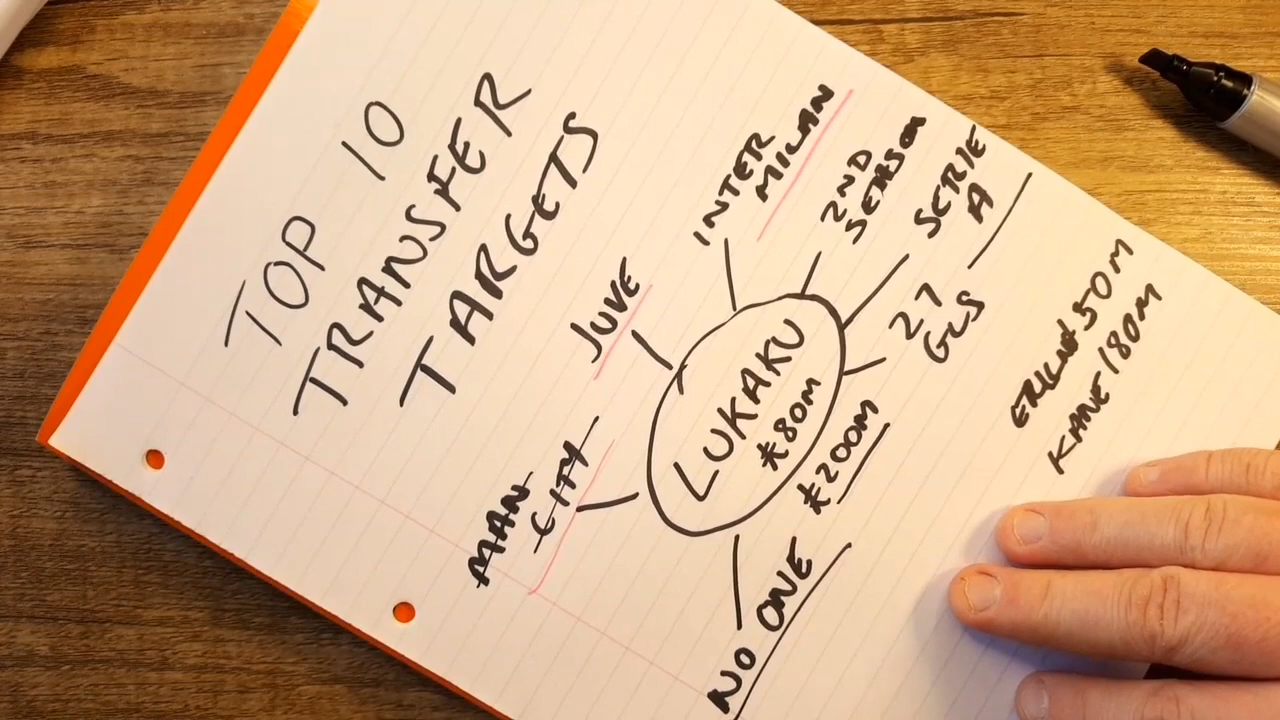 TOP 10
TRANSFER
TARGETS
MAN
CITY
JUVE
INTER
MILAN
2ND
SEASON
SERIE
A
27
GLS
LUKAKU
£80M
£200M
NO ONE
50M
KANE 180M